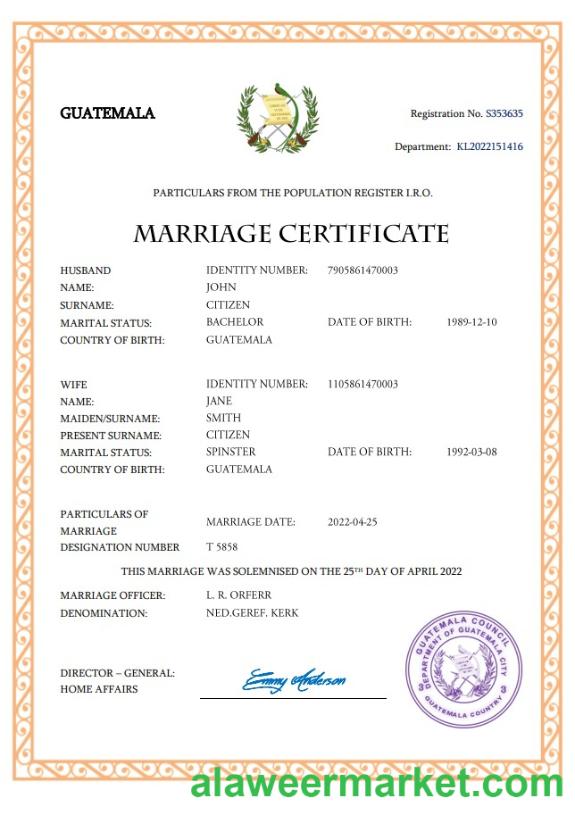 GUATEMALA
Registration No. S353635
Department: KL2022151416
PARTICULARS FROM THE POPULATION REGISTER I.R.O.
MARRIAGE CERTIFICATE
HUSBAND IDENTITY NUMBER: 7905861470003
NAME: JOHN
SURNAME: CITIZEN
MARITAL STATUS: BACHELOR DATE OF BIRTH: 1989-12-10
COUNTRY OF BIRTH: GUATEMALA
WIFE IDENTITY NUMBER: 1105861470003
NAME: JANE
MAIDEN/SURNAME: SMITH
PRESENT SURNAME: CITIZEN
MARITAL STATUS: SPINSTER DATE OF BIRTH: 1992-03-08
COUNTRY OF BIRTH: GUATEMALA
PARTICULARS OF
MARRIAGE MARRIAGE DATE: 2022-04-25
DESIGNATION NUMBER T 5858
THIS MARRIAGE WAS SOLEMNISED ON THE 25TH DAY OF APRIL 2022
MARRIAGE OFFICER: L. R. ORFERR
DENOMINATION: NED.GEREF. KERK
GUATEMALA COUNCIL
DEPARTMENT OF GUATEMALA CITY
3 3
GUATEMALA COUNTRY
DIRECTOR – GENERAL:
HOME AFFAIRS
Emmy Anderson
alaweermarket.com